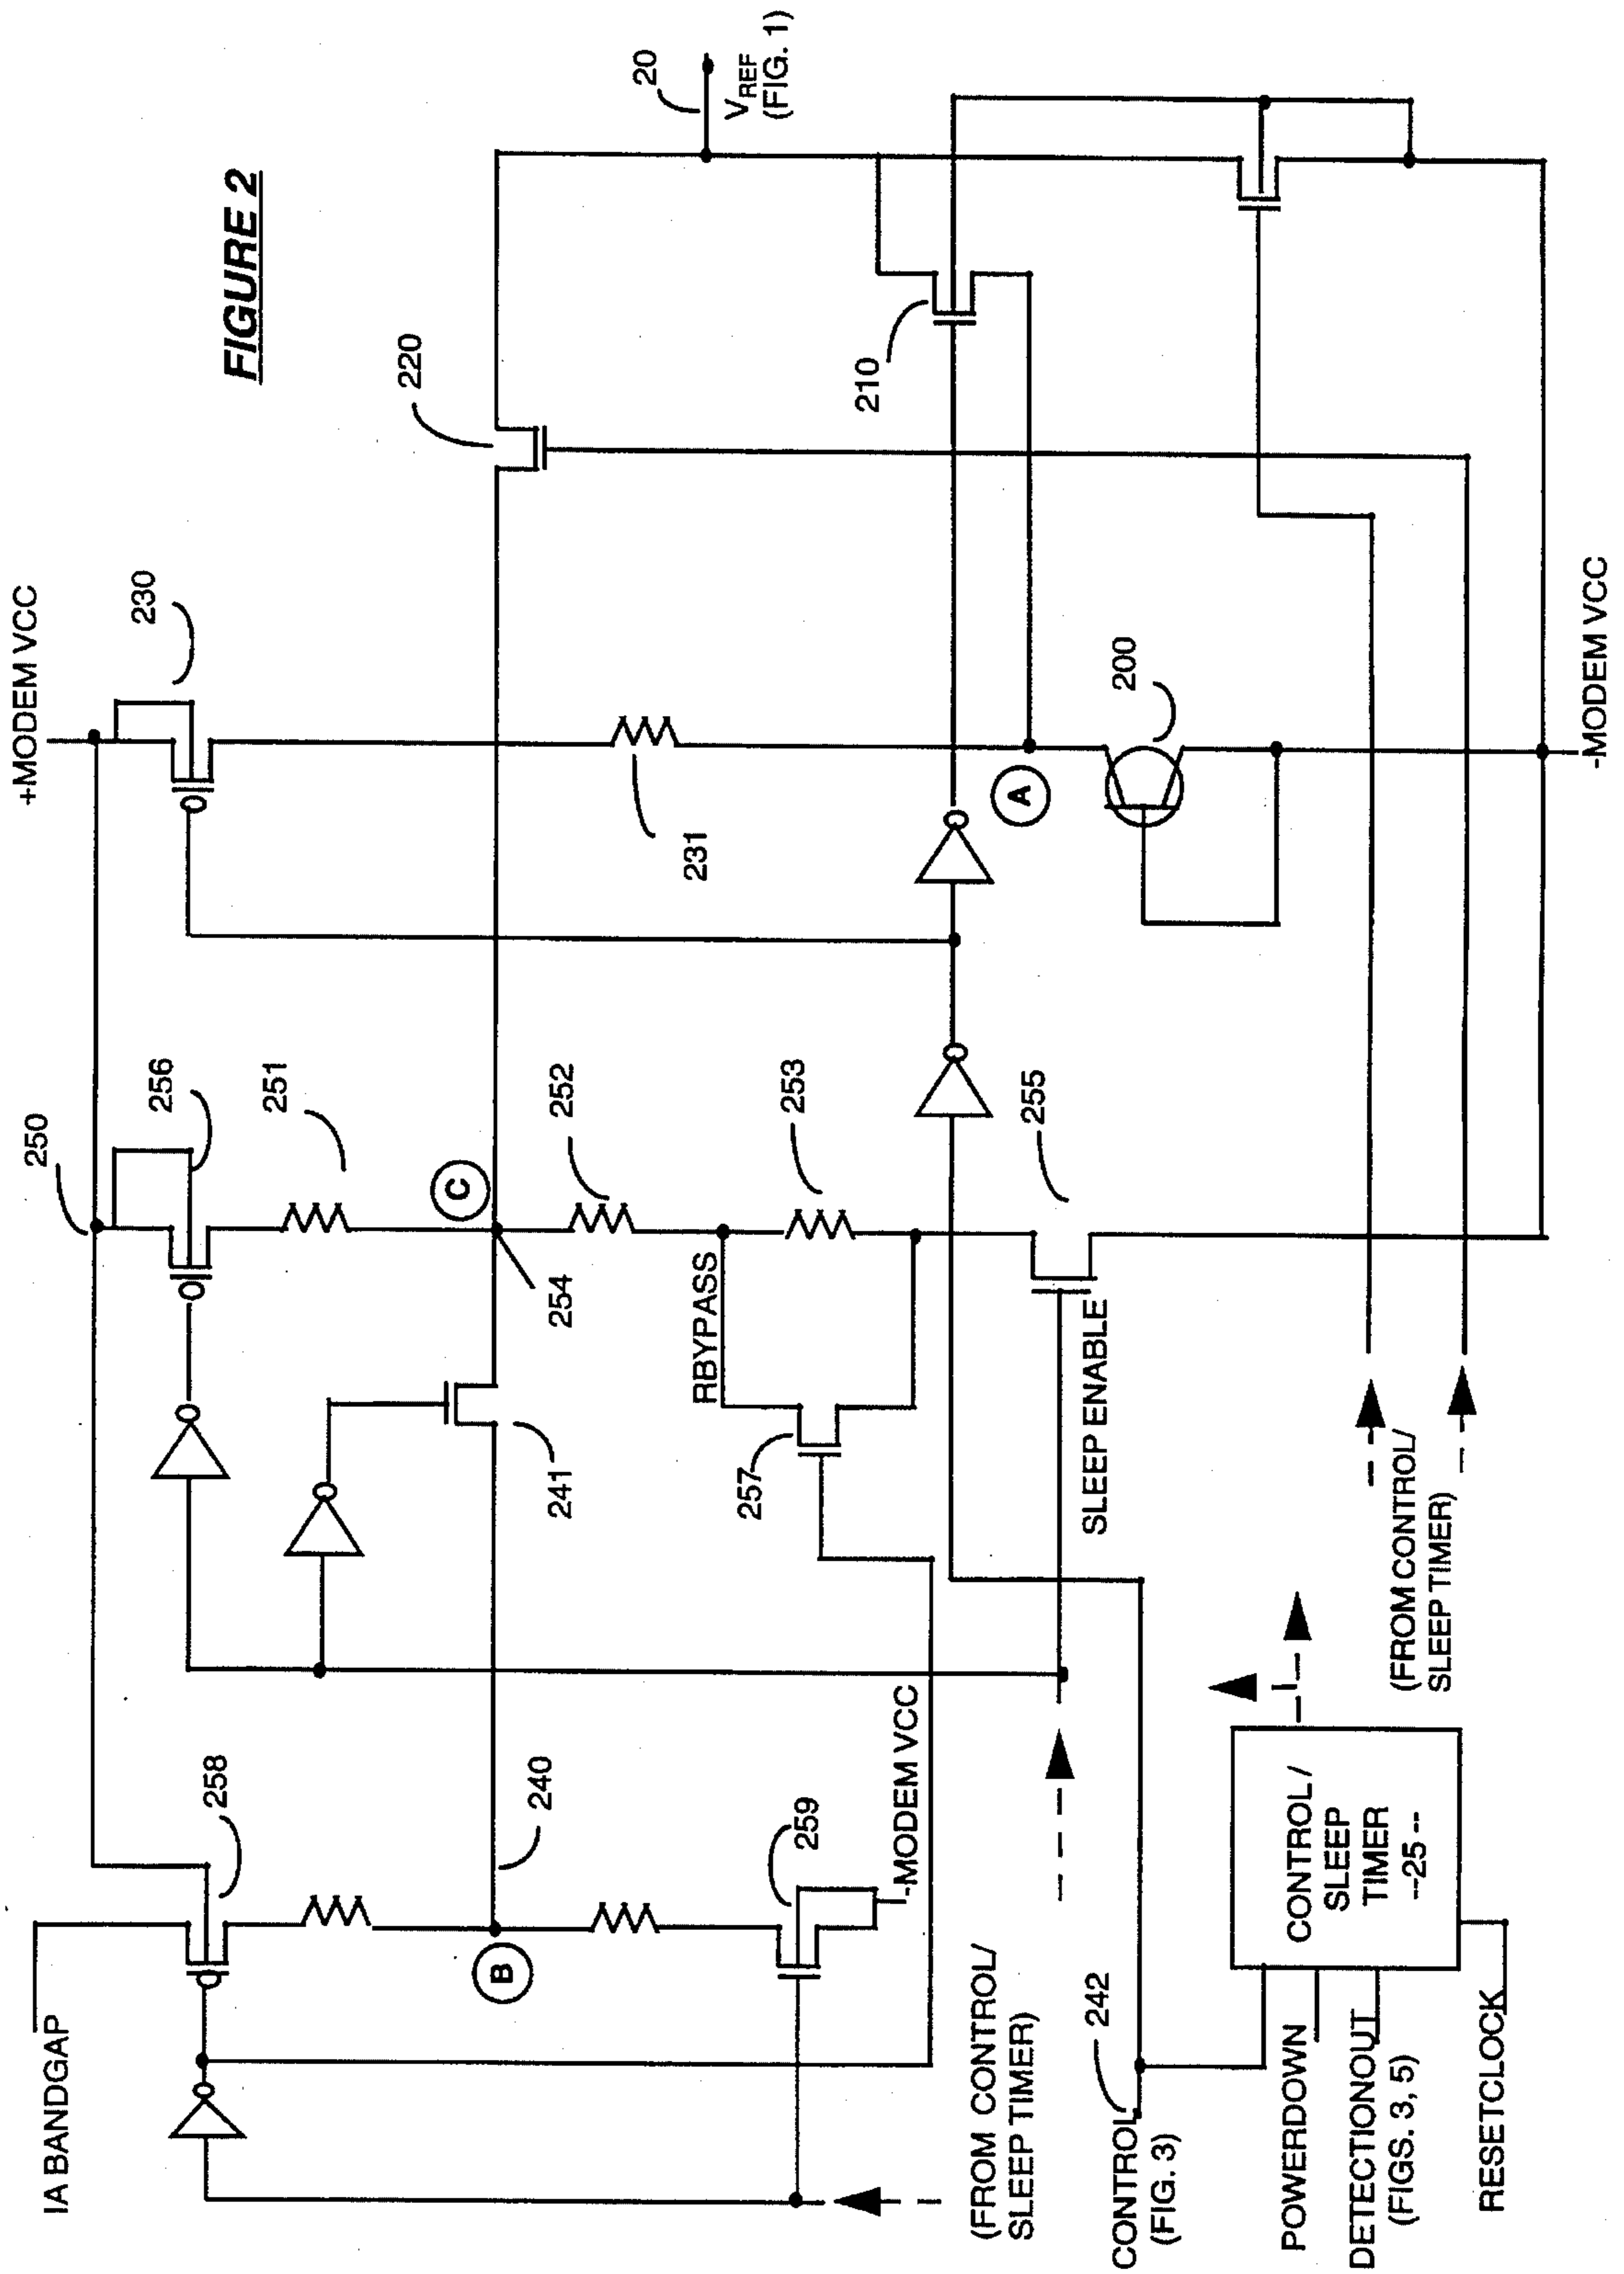 FIGURE 2
+MODEM VCC
230
250
256
251
220
20
V_REF
(FIG. 1)
IA BANDGAP
258
C
254
252
231
210
B
240
241
RBYPASS
253
257
A
200
259
-MODEM VCC
255
SLEEP ENABLE
(FROM CONTROL/
SLEEP TIMER)
242
CONTROL
(FIG. 3)
POWERDOWN
DETECTIONOUT
(FIGS. 3, 5)
RESETCLOCK
CONTROL /
SLEEP
TIMER
--25 --
(FROM CONTROL/
SLEEP TIMER)
-MODEM VCC